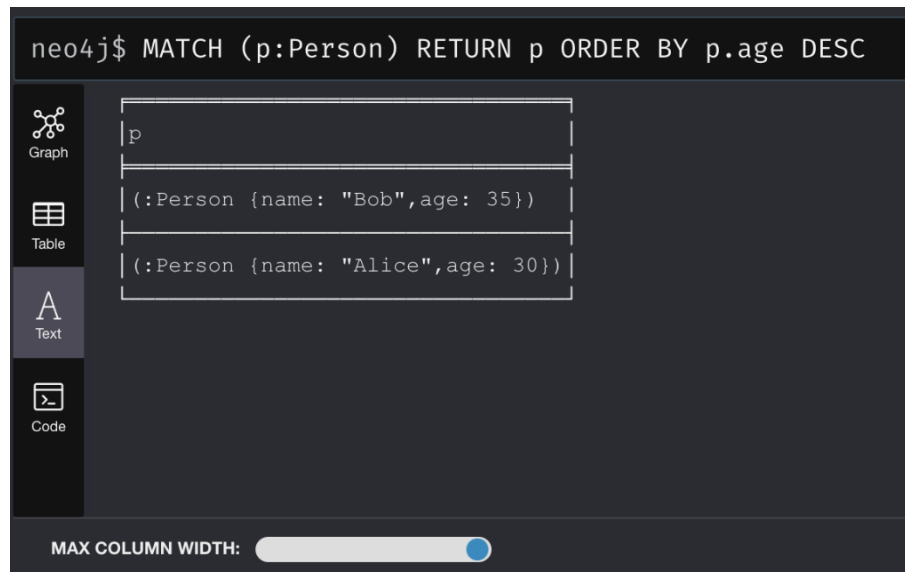 neo4j$ MATCH (p:Person) RETURN p ORDER BY p.age DESC
Graph
Table
A
Text
Code
p
(:Person {name: "Bob",age: 35})
(:Person {name: "Alice",age: 30})
MAX COLUMN WIDTH: